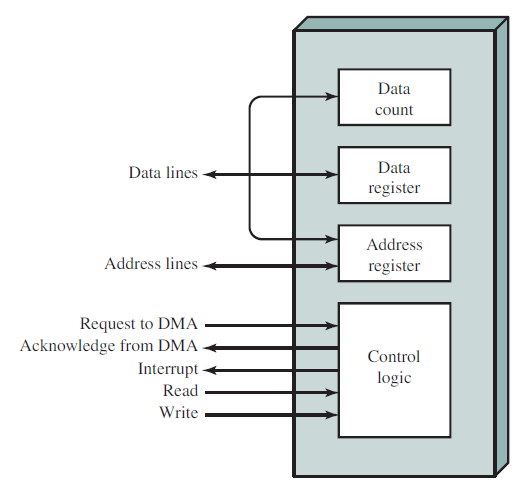 Data
count
Data lines
Data
register
Address lines
Address
register
Request to DMA
Acknowledge from DMA
Interrupt
Read
Write
Control
logic